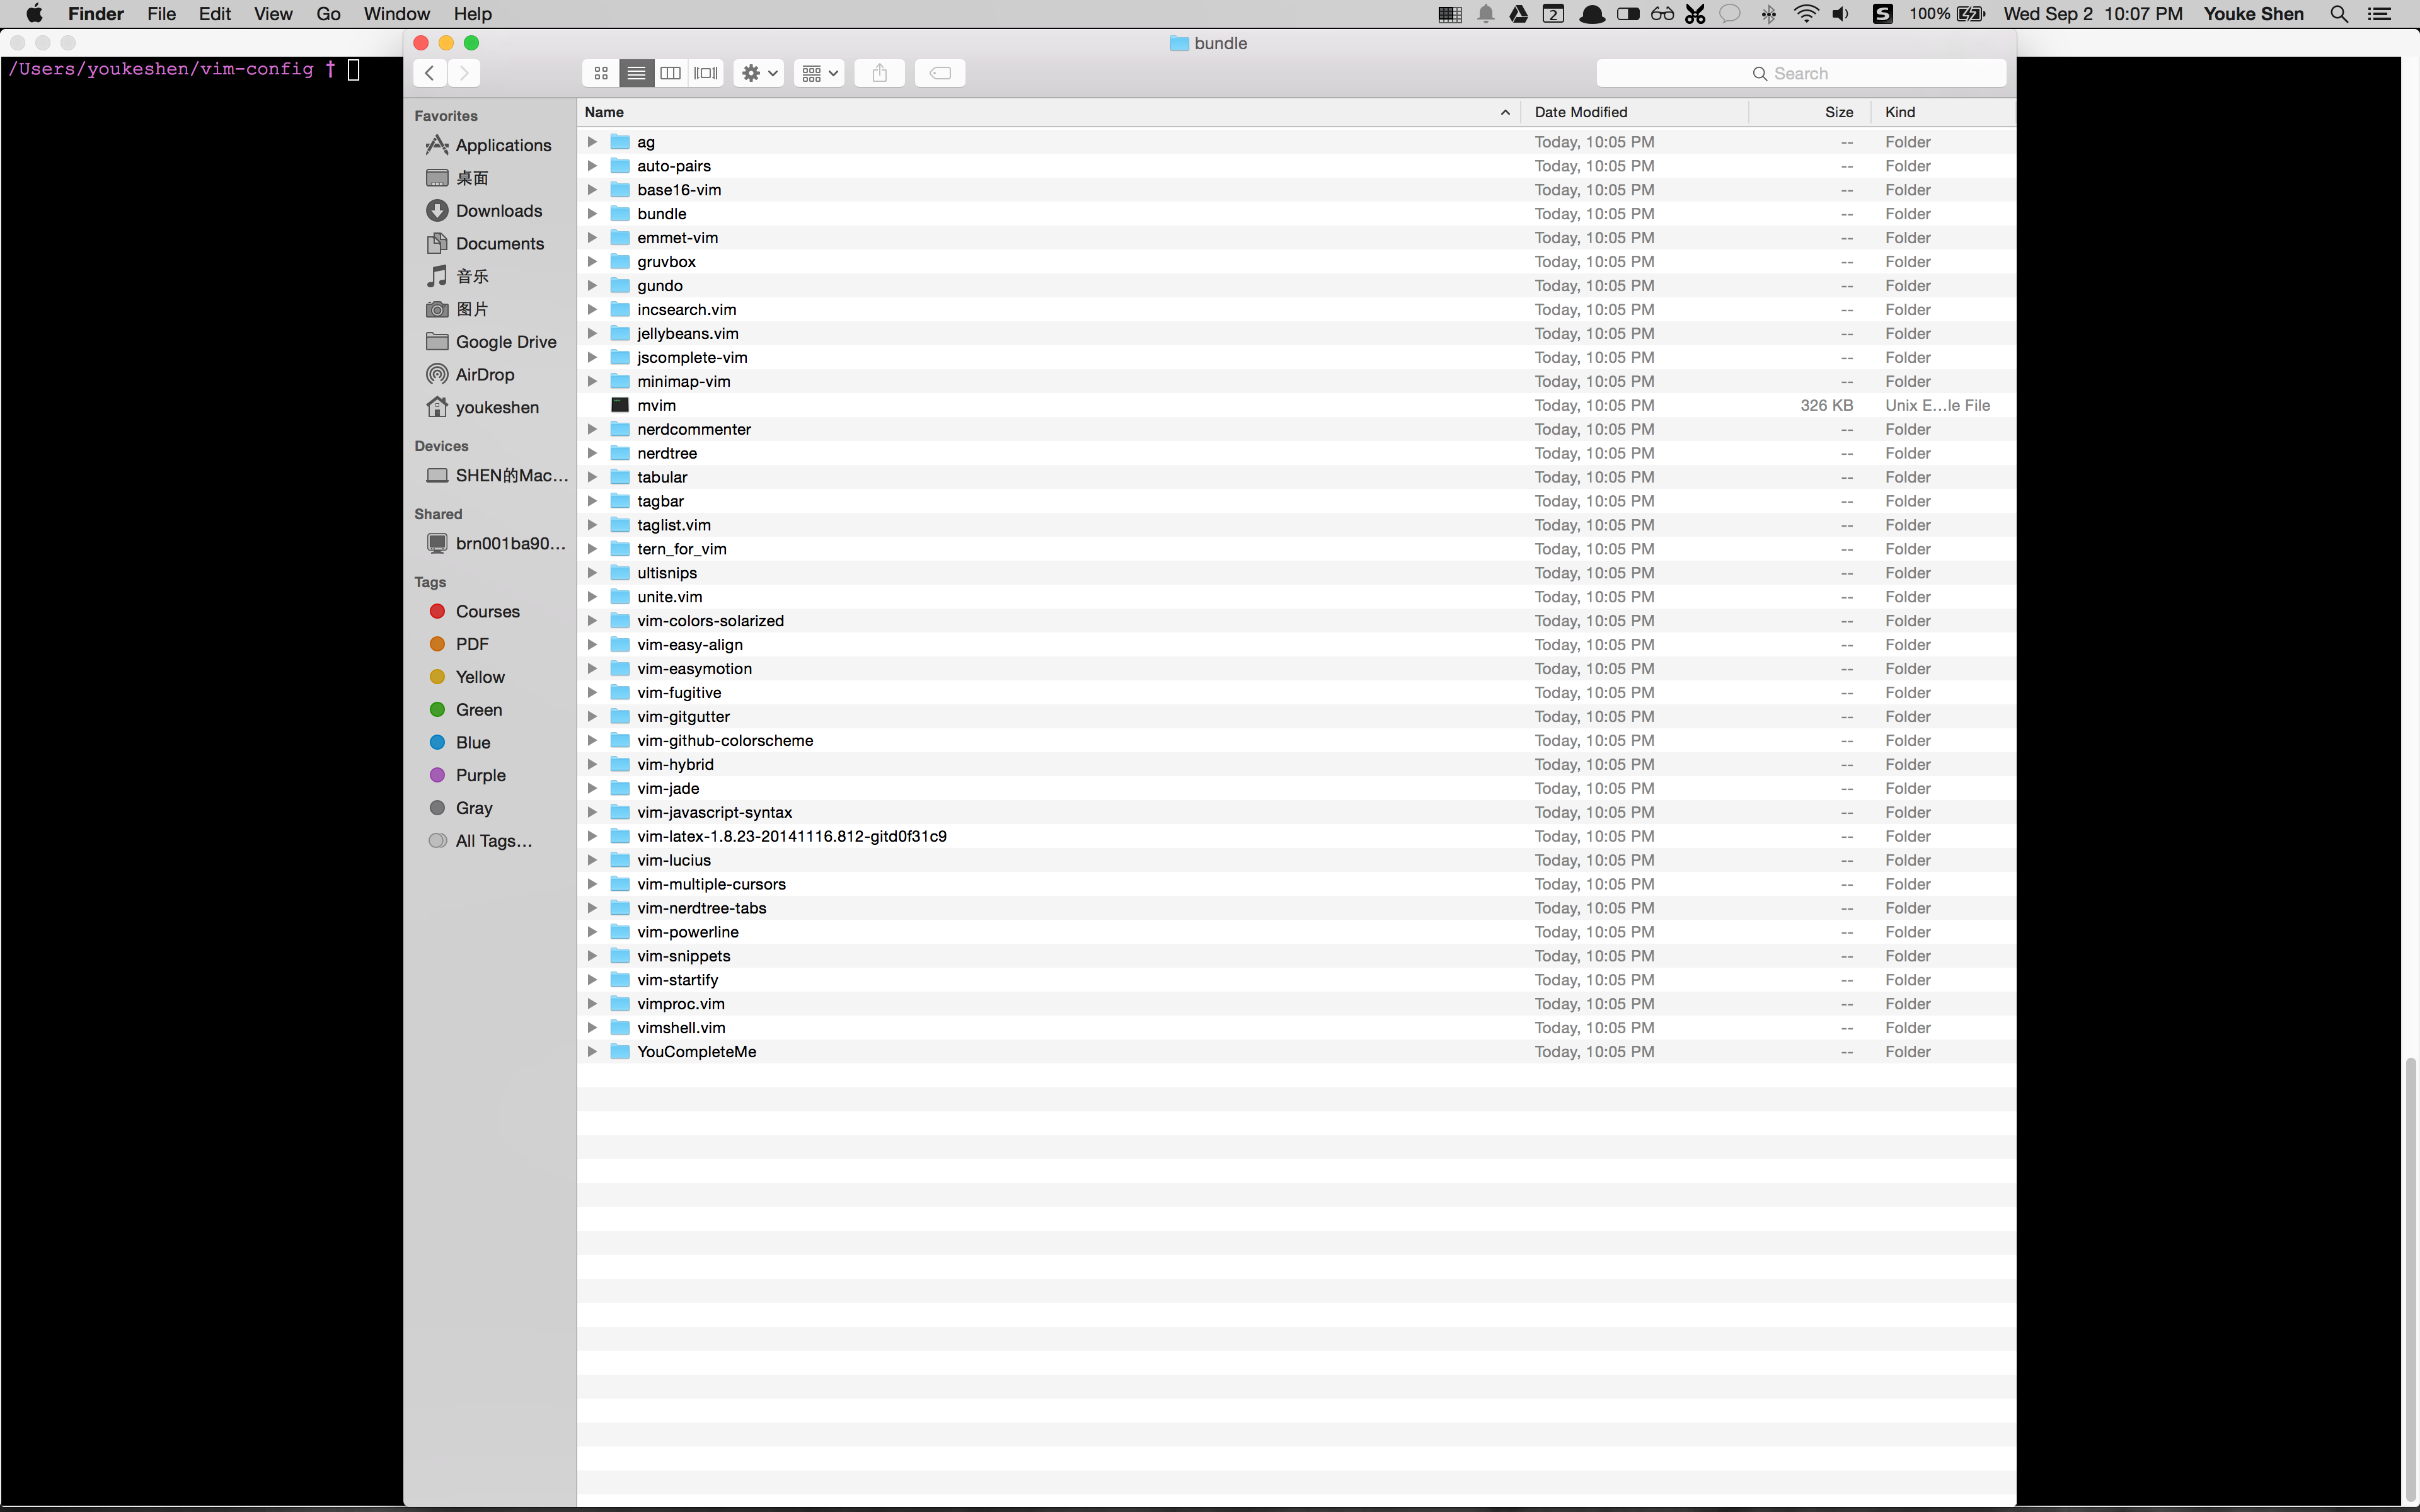 Finder File Edit View Go Window Help 2 S 100% Wed Sep 2 10:07 PM Youke Shen
bundle
/Users/youkeshen/vim-config †
Search
Favorites
Applications
桌面
Downloads
Documents
音乐
图片
Google Drive
AirDrop
youkeshen
Devices
SHEN的Mac...
Shared
brn001ba90...
Tags
Courses
PDF
Yellow
Green
Blue
Purple
Gray
All Tags...
Name Date Modified Size Kind
ag Today, 10:05 PM -- Folder
auto-pairs Today, 10:05 PM -- Folder
base16-vim Today, 10:05 PM -- Folder
bundle Today, 10:05 PM -- Folder
emmet-vim Today, 10:05 PM -- Folder
gruvbox Today, 10:05 PM -- Folder
gundo Today, 10:05 PM -- Folder
incsearch.vim Today, 10:05 PM -- Folder
jellybeans.vim Today, 10:05 PM -- Folder
jscomplete-vim Today, 10:05 PM -- Folder
minimap-vim Today, 10:05 PM -- Folder
mvim Today, 10:05 PM 326 KB Unix E...le File
nerdcommenter Today, 10:05 PM -- Folder
nerdtree Today, 10:05 PM -- Folder
tabular Today, 10:05 PM -- Folder
tagbar Today, 10:05 PM -- Folder
taglist.vim Today, 10:05 PM -- Folder
tern_for_vim Today, 10:05 PM -- Folder
ultisnips Today, 10:05 PM -- Folder
unite.vim Today, 10:05 PM -- Folder
vim-colors-solarized Today, 10:05 PM -- Folder
vim-easy-align Today, 10:05 PM -- Folder
vim-easymotion Today, 10:05 PM -- Folder
vim-fugitive Today, 10:05 PM -- Folder
vim-gitgutter Today, 10:05 PM -- Folder
vim-github-colorscheme Today, 10:05 PM -- Folder
vim-hybrid Today, 10:05 PM -- Folder
vim-jade Today, 10:05 PM -- Folder
vim-javascript-syntax Today, 10:05 PM -- Folder
vim-latex-1.8.23-20141116.812-gitd0f31c9 Today, 10:05 PM -- Folder
vim-lucius Today, 10:05 PM -- Folder
vim-multiple-cursors Today, 10:05 PM -- Folder
vim-nerdtree-tabs Today, 10:05 PM -- Folder
vim-powerline Today, 10:05 PM -- Folder
vim-snippets Today, 10:05 PM -- Folder
vim-startify Today, 10:05 PM -- Folder
vimproc.vim Today, 10:05 PM -- Folder
vimshell.vim Today, 10:05 PM -- Folder
YouCompleteMe Today, 10:05 PM -- Folder